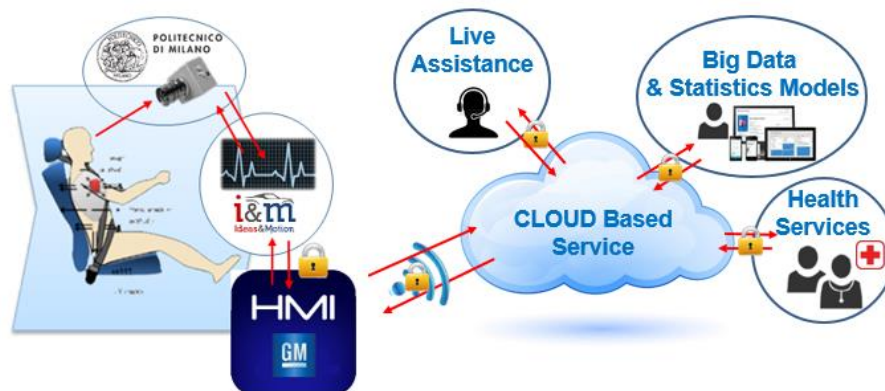 POLITECNICO
DI MILANO
i&m
Ideas&Motion
HMI
GM
Live
Assistance
Big Data
& Statistics Models
CLOUD Based
Service
Health
Services